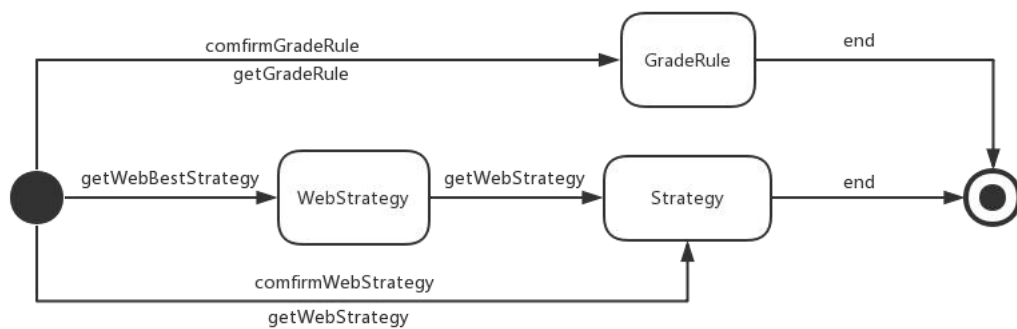 comfirmGradeRule
getGradeRule
GradeRule
end
getWebBestStrategy
WebStrategy
getWebStrategy
Strategy
end
comfirmWebStrategy
getWebStrategy